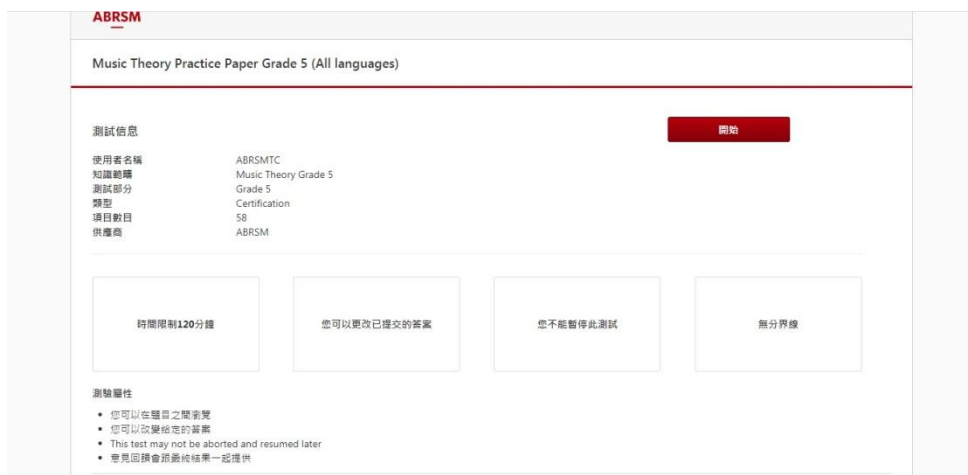 ABRSM
Music Theory Practice Paper Grade 5 (All languages)
測試信息
開始
使用者名稱 ABRSMTC
知識範疇 Music Theory Grade 5
測試部分 Grade 5
類型 Certification
項目數目 58
供應商 ABRSM
時間限制120分鐘
您可以更改已提交的答案
您不能暫停此測試
無分界線
測驗屬性
• 您可以在題目之間瀏覽
• 您可以改變給定的答案
• This test may not be aborted and resumed later
• 意見回饋會跟最終結果一起提供